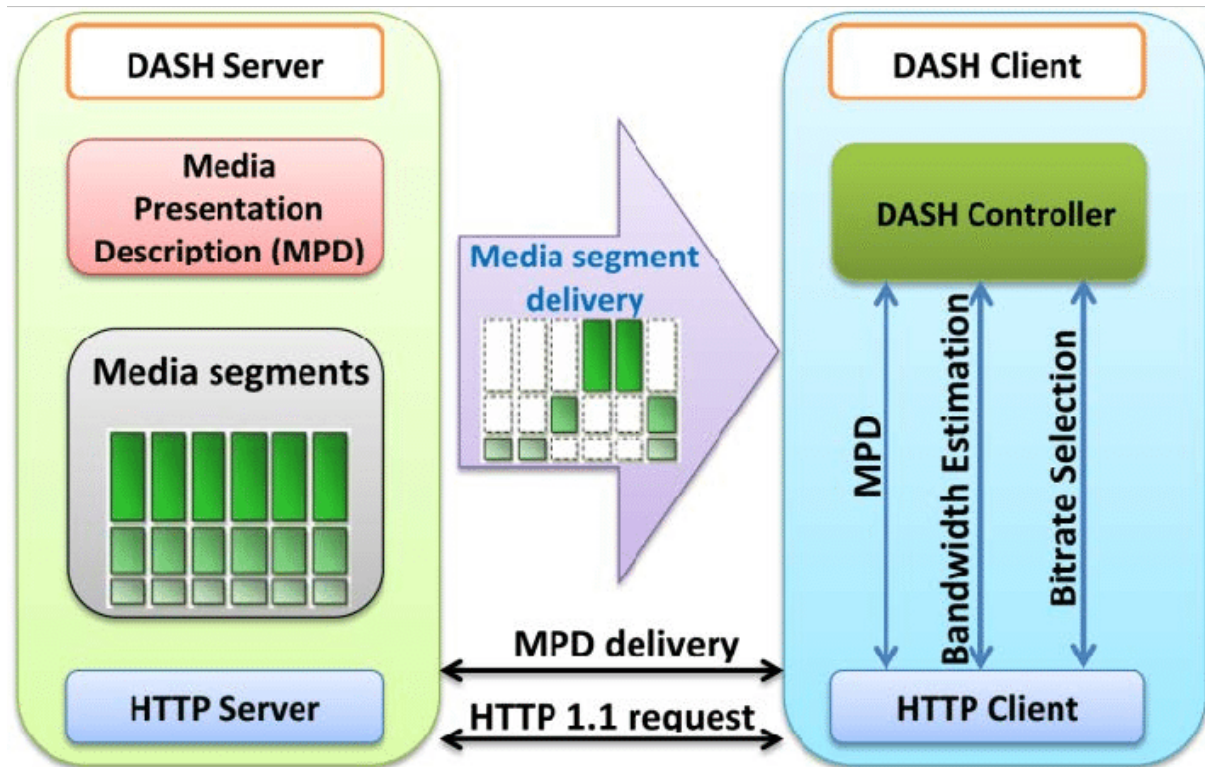 DASH Server
Media
Presentation
Description (MPD)
Media segments
HTTP Server
Media segment
delivery
MPD delivery
HTTP 1.1 request
DASH Client
DASH Controller
MPD
Bandwidth Estimation
Bitrate Selection
HTTP Client